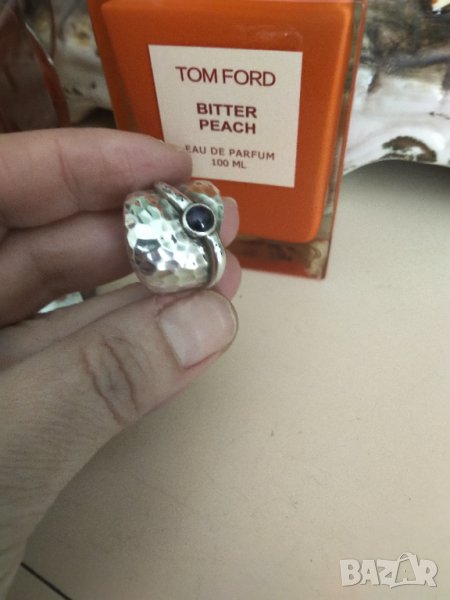 TOM FORD
BITTER
PEACH
EAU DE PARFUM
100 ML
BAZAR